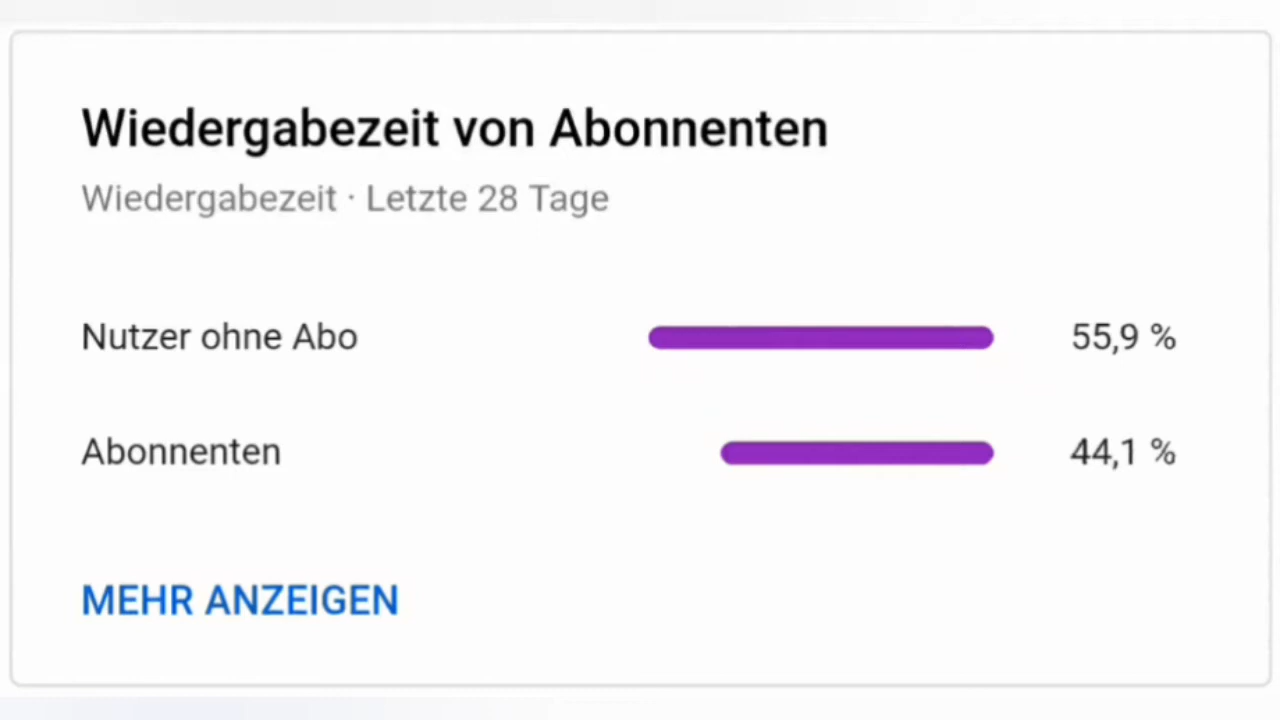 Wiedergabezeit von Abonnenten
Wiedergabezeit · Letzte 28 Tage
Nutzer ohne Abo 55,9 %
Abonnenten 44,1 %
MEHR ANZEIGEN